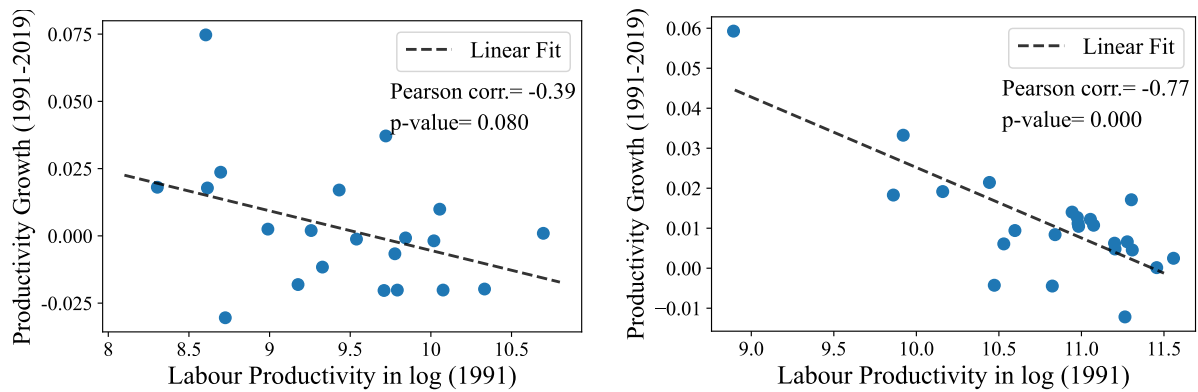 Productivity Growth (1991-2019)
0.075
0.050
0.025
0.000
-0.025
Linear Fit
Pearson corr.= -0.39
p-value= 0.080
8
8.5
9
9.5
10
10.5
Labour Productivity in log (1991)
Productivity Growth (1991-2019)
0.06
0.05
0.04
0.03
0.02
0.01
0.00
−0.01
Linear Fit
Pearson corr.= -0.77
p-value= 0.000
9.0
9.5
10.0
10.5
11.0
11.5
Labour Productivity in log (1991)